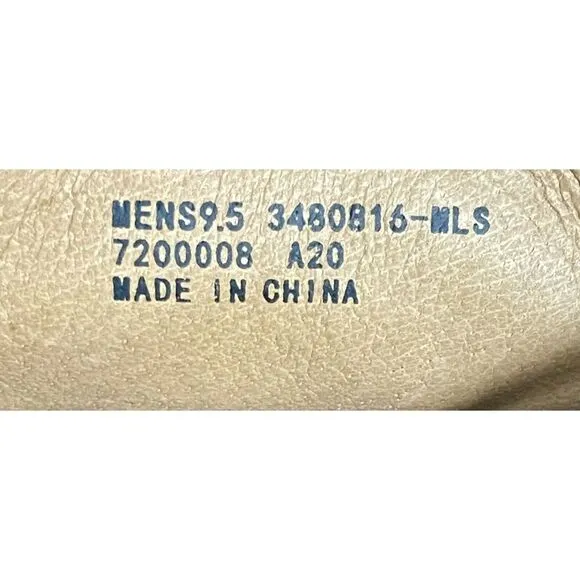 MENS9.5 3480816-MLS
7200008 A20
MADE IN CHINA